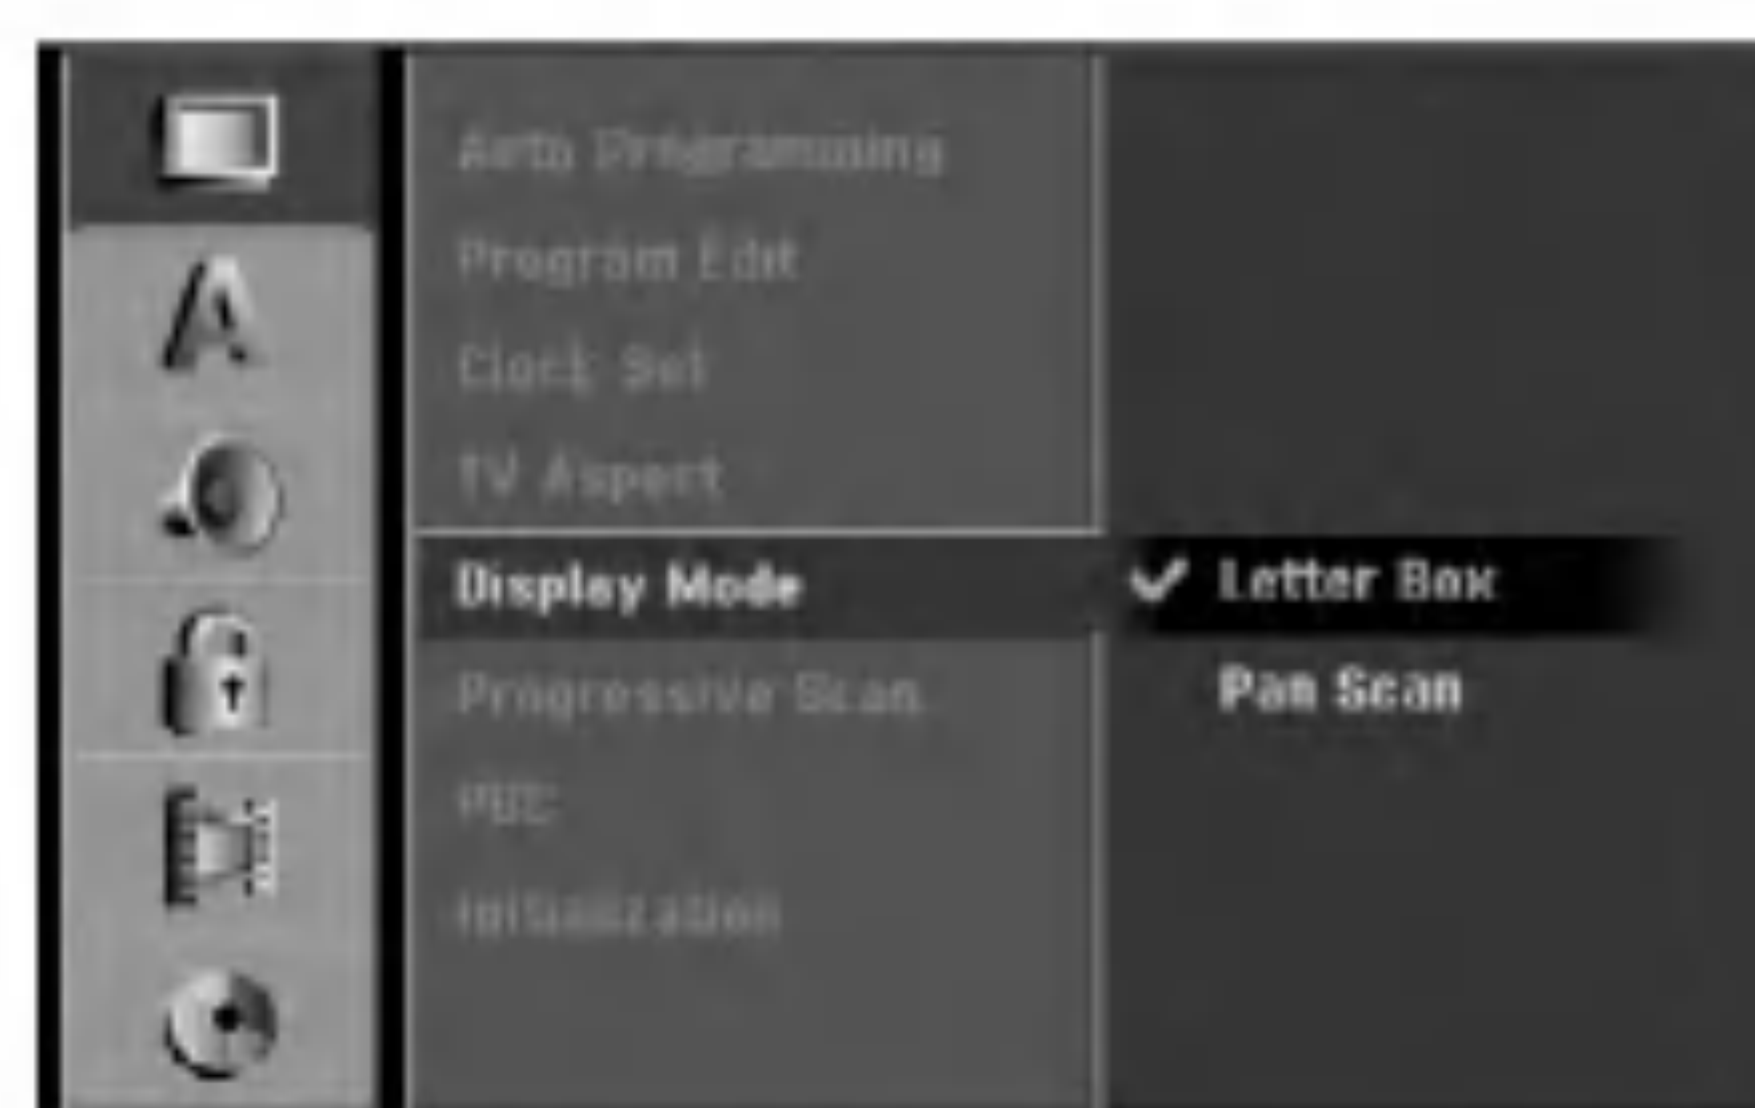 Auto Programming
Program Edit
Clock Set
TV Aspect
Display Mode
Letter Box
Progressive Scan
Pan Scan
PBC
Initialization